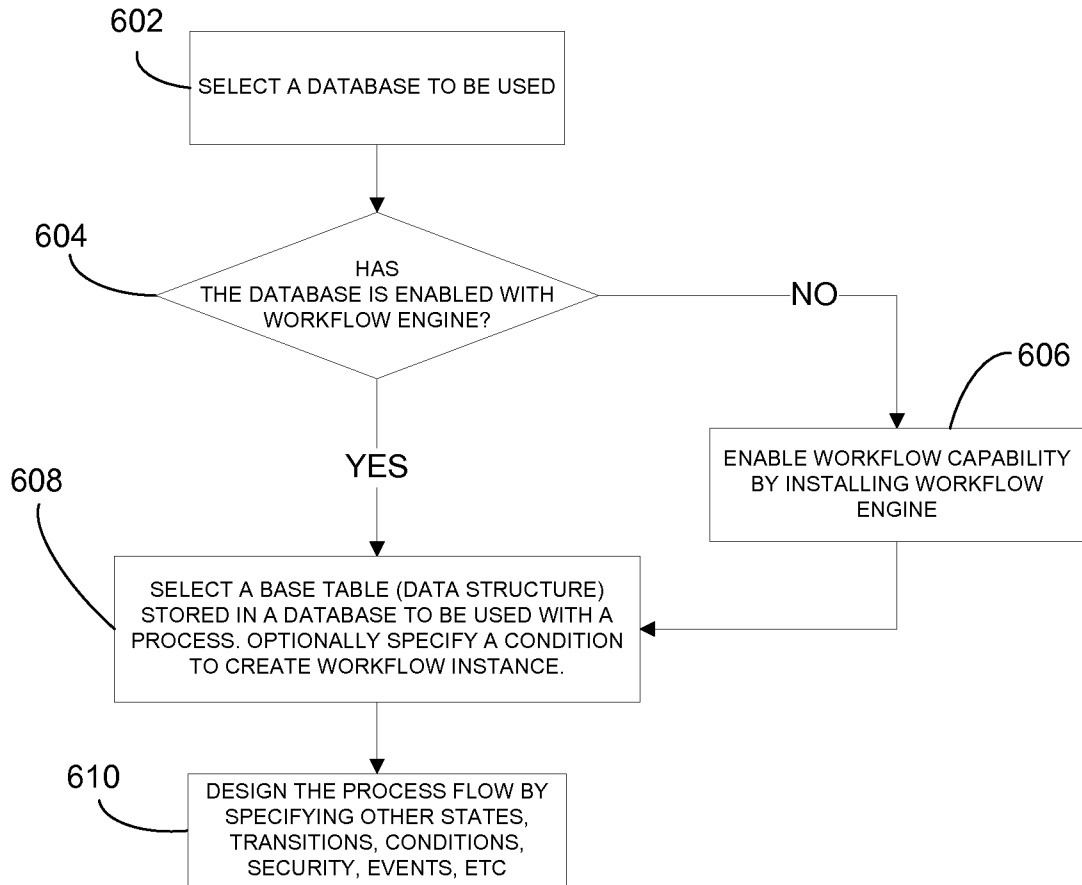 602
SELECT A DATABASE TO BE USED
604
HAS
THE DATABASE IS ENABLED WITH
WORKFLOW ENGINE?
NO
606
ENABLE WORKFLOW CAPABILITY
BY INSTALLING WORKFLOW
ENGINE
YES
608
SELECT A BASE TABLE (DATA STRUCTURE)
STORED IN A DATABASE TO BE USED WITH A
PROCESS. OPTIONALLY SPECIFY A CONDITION
TO CREATE WORKFLOW INSTANCE.
610
DESIGN THE PROCESS FLOW BY
SPECIFYING OTHER STATES,
TRANSITIONS, CONDITIONS,
SECURITY, EVENTS, ETC